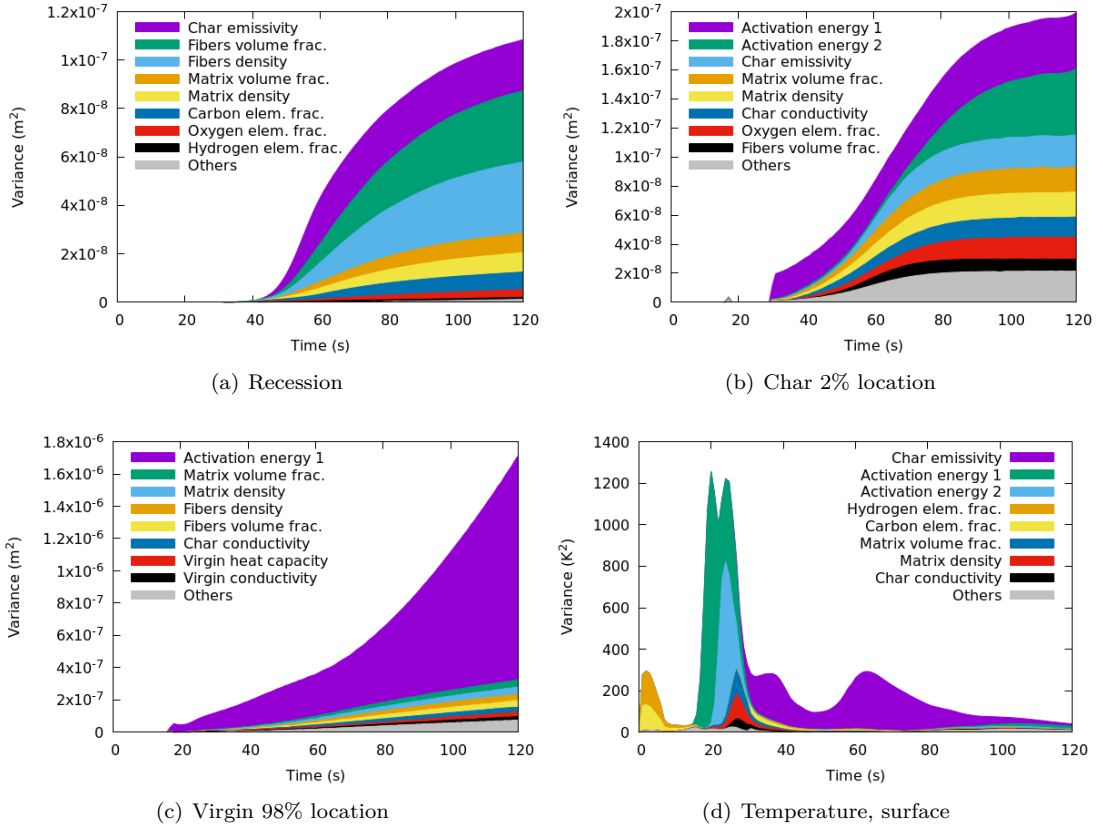 1.2x10-7
1x10-7
8x10-8
6x10-8
4x10-8
2x10-8
0
Variance (m2)
Char emissivity
Fibers volume frac.
Fibers density
Matrix volume frac.
Matrix density
Carbon elem. frac.
Oxygen elem. frac.
Hydrogen elem. frac.
Others
0 20 40 60 80 100 120
Time (s)
(a) Recession
2x10-7
1.8x10-7
1.6x10-7
1.4x10-7
1.2x10-7
1x10-7
8x10-8
6x10-8
4x10-8
2x10-8
0
Variance (m2)
Activation energy 1
Activation energy 2
Char emissivity
Matrix volume frac.
Matrix density
Char conductivity
Oxygen elem. frac.
Fibers volume frac.
Others
0 20 40 60 80 100 120
Time (s)
(b) Char 2% location
1.8x10-6
1.6x10-6
1.4x10-6
1.2x10-6
1x10-6
8x10-7
6x10-7
4x10-7
2x10-7
0
Variance (m2)
Activation energy 1
Matrix volume frac.
Matrix density
Fibers density
Fibers volume frac.
Char conductivity
Virgin heat capacity
Virgin conductivity
Others
0 20 40 60 80 100 120
Time (s)
(c) Virgin 98% location
1400
1200
1000
800
600
400
200
0
Variance (K2)
Char emissivity
Activation energy 1
Activation energy 2
Hydrogen elem. frac.
Carbon elem. frac.
Matrix volume frac.
Matrix density
Char conductivity
Others
0 20 40 60 80 100 120
Time (s)
(d) Temperature, surface